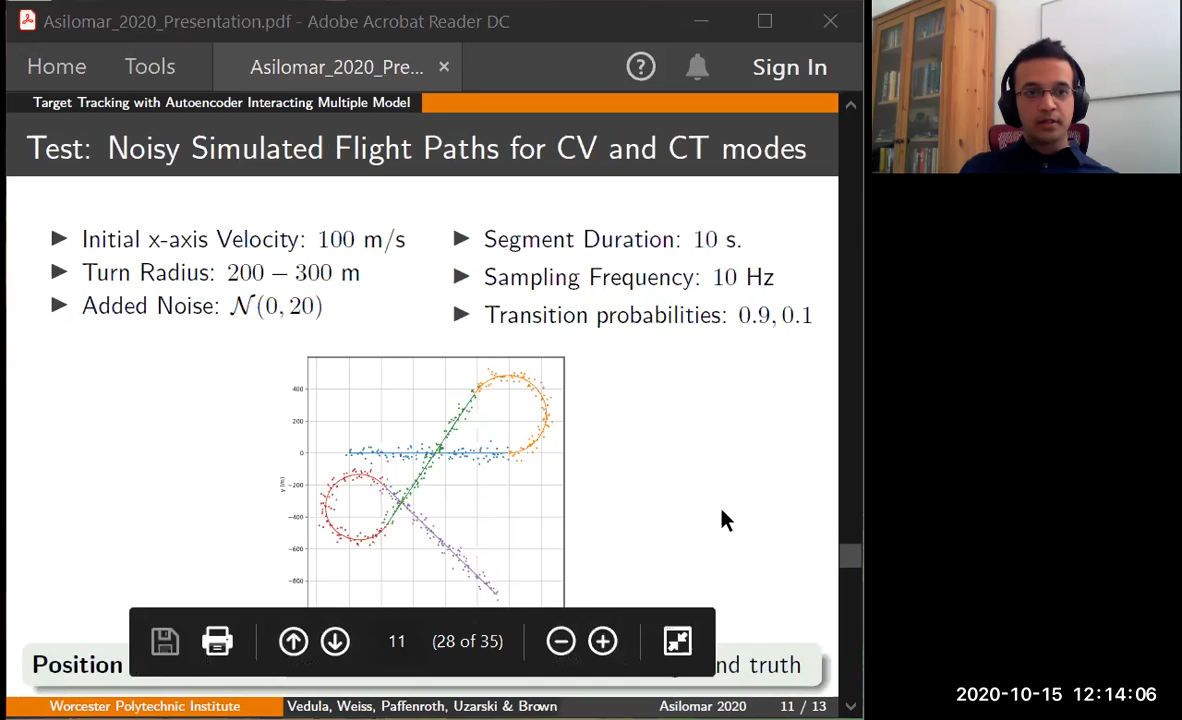 Asilomar_2020_Presentation.pdf - Adobe Acrobat Reader DC
Home Tools Asilomar_2020_Pre... × ? Sign In
Target Tracking with Autoencoder Interacting Multiple Model
Test: Noisy Simulated Flight Paths for CV and CT modes
▶ Initial x-axis Velocity: 100 m/s
▶ Turn Radius: 200 − 300 m
▶ Added Noise: 𝒩(0, 20)
▶ Segment Duration: 10 s.
▶ Sampling Frequency: 10 Hz
▶ Transition probabilities: 0.9, 0.1
400
200
0
−200
−400
−600
−800
y (m)
11 (28 of 35)
Position
nd truth
Worcester Polytechnic Institute Vedula, Weiss, Paffenroth, Uzarski & Brown Asilomar 2020 11 / 13
2020-10-15 12:14:06